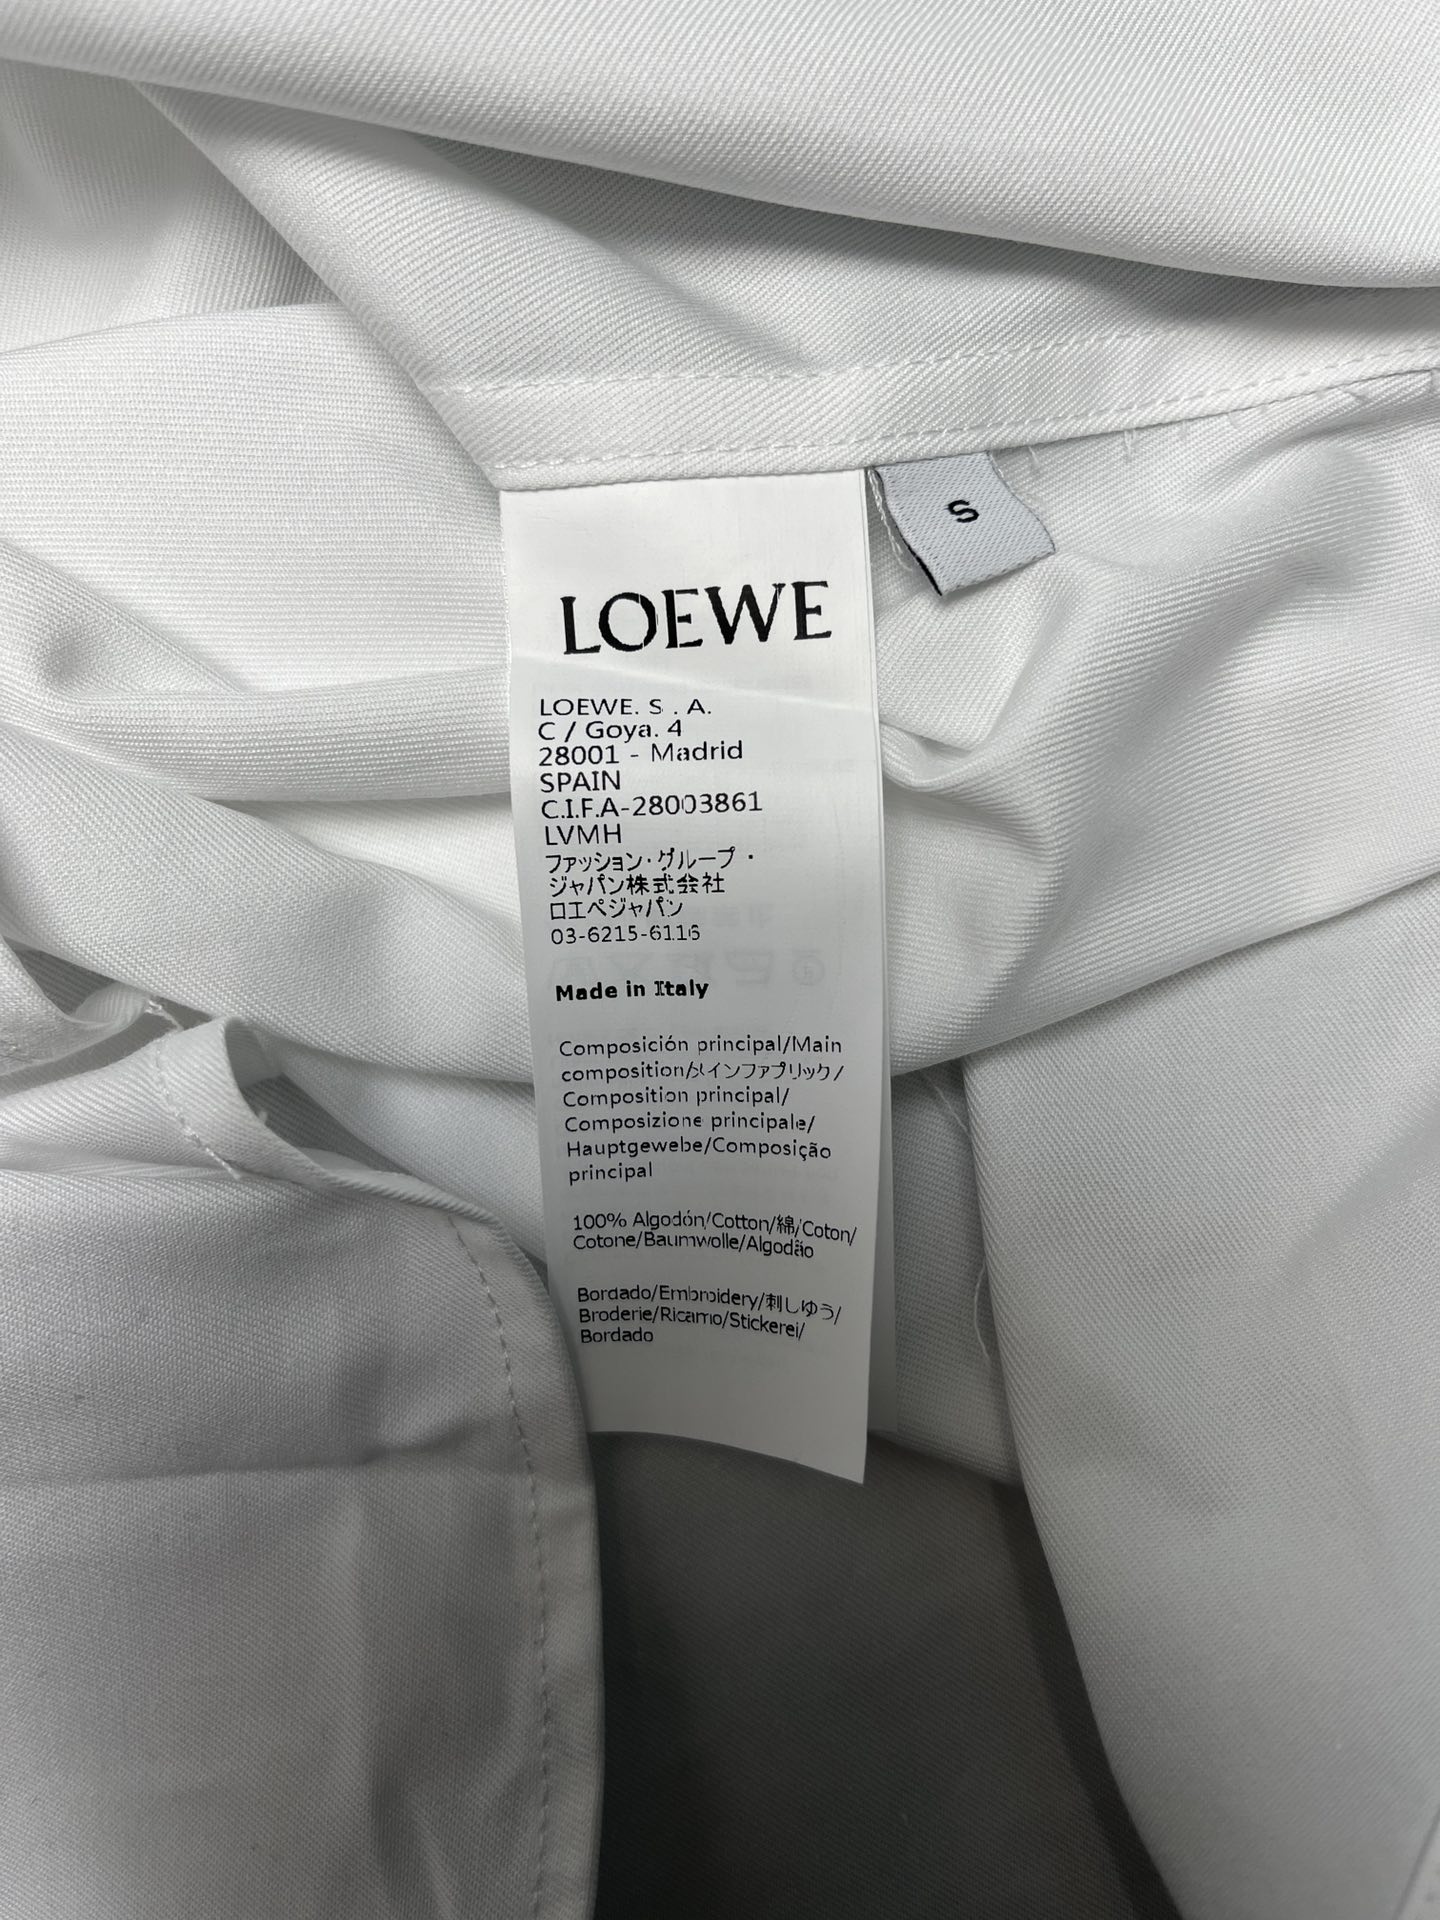 S
LOEWE
LOEWE. S . A.
C / Goya. 4
28001 - Madrid
SPAIN
C.I.F.A-28003861
LVMH
ファッション・グループ・
ジャパン株式会社
ロエベジャパン
03-6215-6116
Made in Italy
Composición principal/Main
composition/メインファブリック/
Composition principal/
Composizione principale/
Hauptgewebe/Composição
principal
100% Algodón/Cotton/綿/Coton/
Cotone/Baumwolle/Algodão
Bordado/Embroidery/刺しゆう/
Broderie/Ricamo/Stickerei/
Bordado